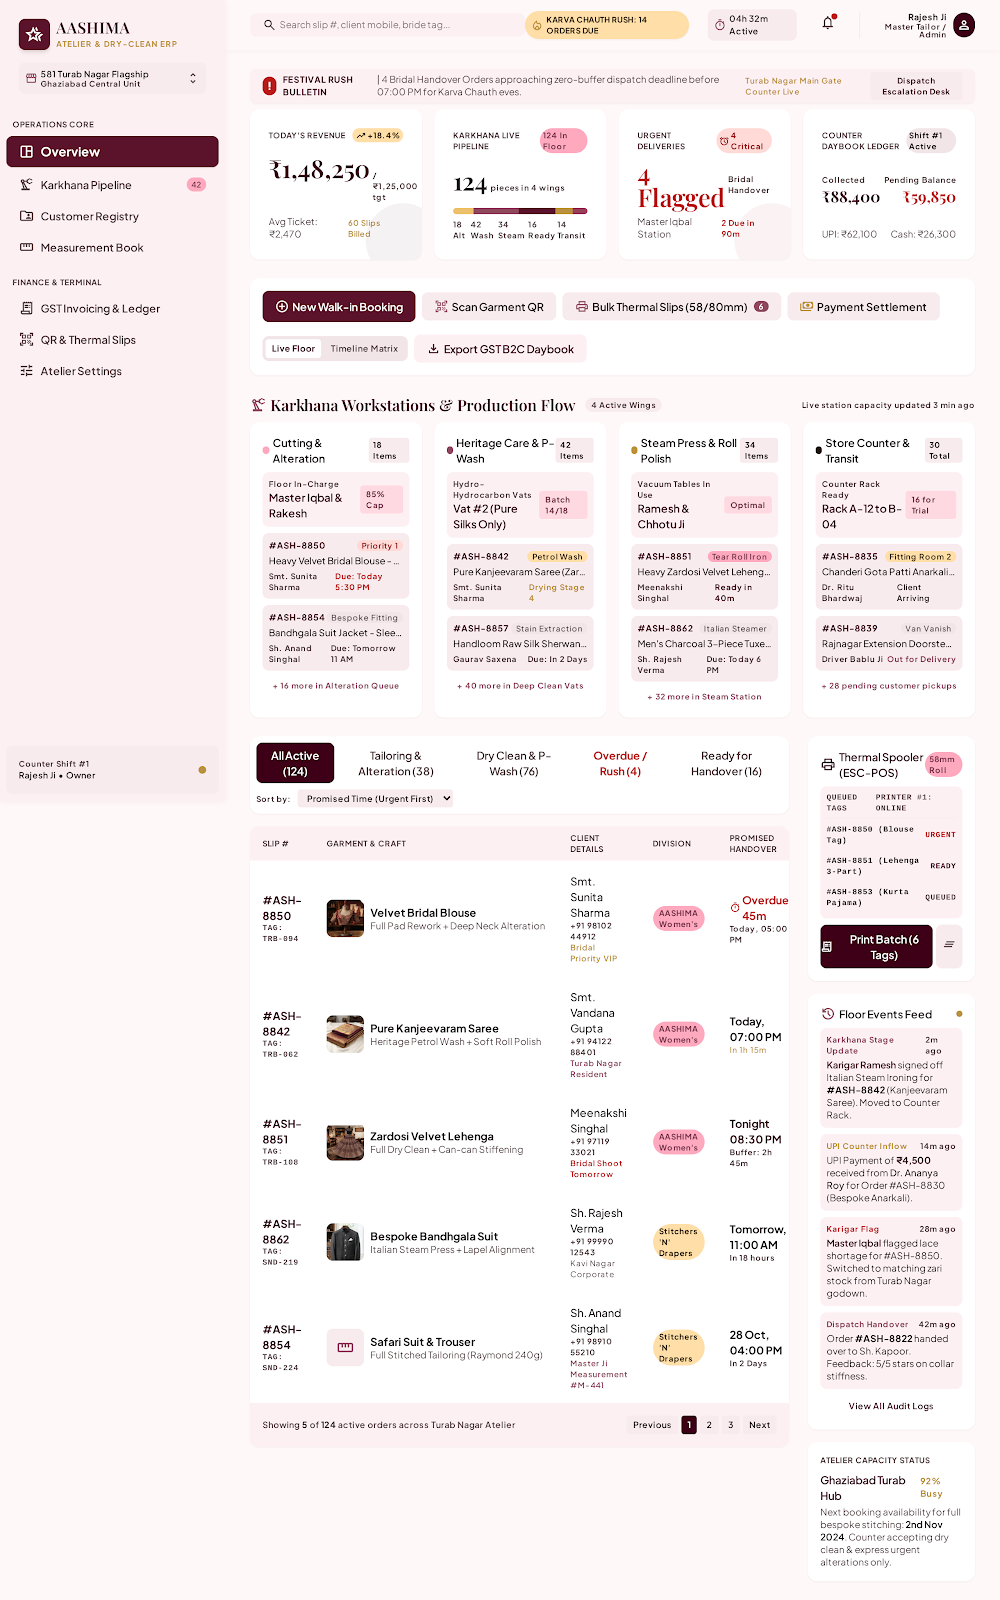 AASHIMA
ATELIER & DRY-CLEAN ERP
581 Turab Nagar Flagship
Ghaziabad Central Unit
OPERATIONS CORE
Overview
Karkhana Pipeline 42
Customer Registry
Measurement Book
FINANCE & TERMINAL
GST Invoicing & Ledger
QR & Thermal Slips
Atelier Settings
Counter Shift #1
Rajesh Ji • Owner
Search slip #, client mobile, bride tag...
KARVA CHAUTH RUSH: 14
ORDERS DUE
04h 32m
Active
Rajesh Ji
Master Tailor /
Admin
FESTIVAL RUSH
BULLETIN
| 4 Bridal Handover Orders approaching zero-buffer dispatch deadline before
07:00 PM for Karva Chauth eves.
Turab Nagar Main Gate
Counter Live
Dispatch
Escalation Desk
TODAY'S REVENUE +18.4%
₹1,48,250 /
₹1,25,000
tgt
Avg Ticket:
₹2,470
60 Slips
Billed
KARKHANA LIVE
PIPELINE
124 In
Floor
124 pieces in 4 wings
18 42 34 16 14
Alt Wash Steam Ready Transit
URGENT
DELIVERIES
4
Critical
4
Flagged
Bridal
Handover
Master Iqbal
Station
2 Due in
90m
COUNTER
DAYBOOK LEDGER
Shift #1
Active
Collected Pending Balance
₹88,400 ₹59,850
UPI: ₹62,100 Cash: ₹26,300
New Walk-in Booking
Scan Garment QR
Bulk Thermal Slips (58/80mm) 6
Payment Settlement
Live Floor Timeline Matrix
Export GST B2C Daybook
Karkhana Workstations & Production Flow 4 Active Wings
Live station capacity updated 3 min ago
Cutting &
Alteration
18
Items
Floor In-Charge
Master Iqbal &
Rakesh
85%
Cap
#ASH-8850 Priority 1
Heavy Velvet Bridal Blouse - ...
Smt. Sunita
Sharma
Due: Today
5:30 PM
#ASH-8854 Bespoke Fitting
Bandhgala Suit Jacket - Slee...
Sh. Anand
Singhal
Due: Tomorrow
11 AM
+ 16 more in Alteration Queue
Heritage Care & P-
Wash
42
Items
Hydro-
Hydrocarbon Vats
Vat #2 (Pure
Silks Only)
Batch
14/18
#ASH-8842 Petrol Wash
Pure Kanjeevaram Saree (Zar...
Smt. Sunita
Sharma
Drying Stage
4
#ASH-8857 Stain Extraction
Handloom Raw Silk Sherwan...
Gaurav Saxena Due: In 2 Days
+ 40 more in Deep Clean Vats
Steam Press & Roll
Polish
34
Items
Vacuum Tables In
Use
Ramesh &
Chhotu Ji
Optimal
#ASH-8851 Tear Roll Iron
Heavy Zardosi Velvet Leheng...
Meenakshi
Singhal
Ready in
40m
#ASH-8862 Italian Steamer
Men's Charcoal 3-Piece Tuxe...
Sh. Rajesh
Verma
Due: Today 6
PM
+ 32 more in Steam Station
Store Counter &
Transit
30
Total
Counter Rack
Ready
Rack A-12 to B-
04
16 for
Trial
#ASH-8835 Fitting Room 2
Chanderi Gota Patti Anarkali...
Dr. Ritu
Bhardwaj
Client
Arriving
#ASH-8839 Van Vanish
Rajnagar Extension Doorste...
Driver Bablu Ji Out for Delivery
+ 28 pending customer pickups
All Active
(124)
Tailoring &
Alteration (38)
Dry Clean & P-
Wash (76)
Overdue /
Rush (4)
Ready for
Handover (16)
Sort by: Promised Time (Urgent First)
SLIP # GARMENT & CRAFT CLIENT
DETAILS DIVISION PROMISED
HANDOVER
#ASH-
8850
TAG:
TRB-094
Velvet Bridal Blouse
Full Pad Rework + Deep Neck Alteration
Smt.
Sunita
Sharma
+91 98102
44912
Bridal
Priority VIP
AASHIMA
Women's
Overdue
45m
Today, 05:00
PM
#ASH-
8842
TAG:
TRB-062
Pure Kanjeevaram Saree
Heritage Petrol Wash + Soft Roll Polish
Smt.
Vandana
Gupta
+91 94122
88401
Turab Nagar
Resident
AASHIMA
Women's
Today,
07:00 PM
In 1h 15m
#ASH-
8851
TAG:
TRB-108
Zardosi Velvet Lehenga
Full Dry Clean + Can-can Stiffening
Meenakshi
Singhal
+91 97119
33021
Bridal Shoot
Tomorrow
AASHIMA
Women's
Tonight
08:30 PM
Buffer: 2h
45m
#ASH-
8862
TAG:
SND-219
Bespoke Bandhgala Suit
Italian Steam Press + Lapel Alignment
Sh. Rajesh
Verma
+91 99990
12543
Kavi Nagar
Corporate
Stitchers
'N'
Drapers
Tomorrow,
11:00 AM
In 18 hours
#ASH-
8854
TAG:
SND-224
Safari Suit & Trouser
Full Stitched Tailoring (Raymond 240g)
Sh. Anand
Singhal
+91 98910
55210
Master Ji
Measurement
#M-441
Stitchers
'N'
Drapers
28 Oct,
04:00 PM
In 2 Days
Showing 5 of 124 active orders across Turab Nagar Atelier
Previous 1 2 3 Next
Thermal Spooler
(ESC-POS)
58mm
Roll
QUEUED
TAGS
PRINTER #1:
ONLINE
#ASH-8850 (Blouse
Tag)
URGENT
#ASH-8851 (Lehenga
3-Part)
READY
#ASH-8853 (Kurta
Pajama)
QUEUED
Print Batch (6
Tags)
Floor Events Feed
Karkhana Stage
Update
2m
ago
Karigar Ramesh signed off
Italian Steam Ironing for
#ASH-8842 (Kanjeevaram
Saree). Moved to Counter
Rack.
UPI Counter Inflow 14m ago
UPI Payment of ₹4,500
received from Dr. Ananya
Roy for Order #ASH-8830
(Bespoke Anarkali).
Karigar Flag 28m ago
Master Iqbal flagged lace
shortage for #ASH-8850.
Switched to matching zari
stock from Turab Nagar
godown.
Dispatch Handover 42m ago
Order #ASH-8822 handed
over to Sh. Kapoor.
Feedback: 5/5 stars on collar
stiffness.
View All Audit Logs
ATELIER CAPACITY STATUS
Ghaziabad Turab
Hub
92%
Busy
Next booking availability for full
bespoke stitching: 2nd Nov
2024. Counter accepting dry
clean & express urgent
alterations only.